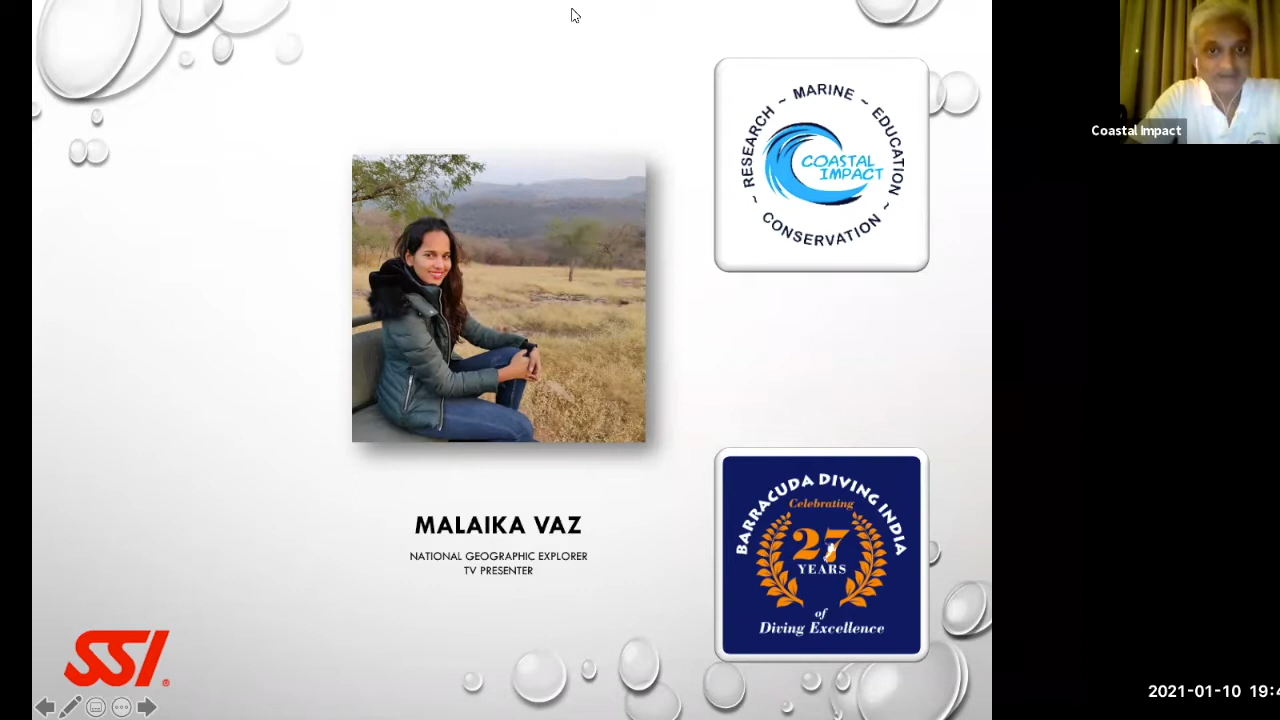 RESEARCH ~ MARINE ~ EDUCATION ~ CONSERVATION ~
COASTAL
IMPACT
Coastal Impact
MALAIKA VAZ
NATIONAL GEOGRAPHIC EXPLORER
TV PRESENTER
BARRACUDA DIVING INDIA
Celebrating
27
YEARS
of
Diving Excellence
SSI
2021-01-10 19:4